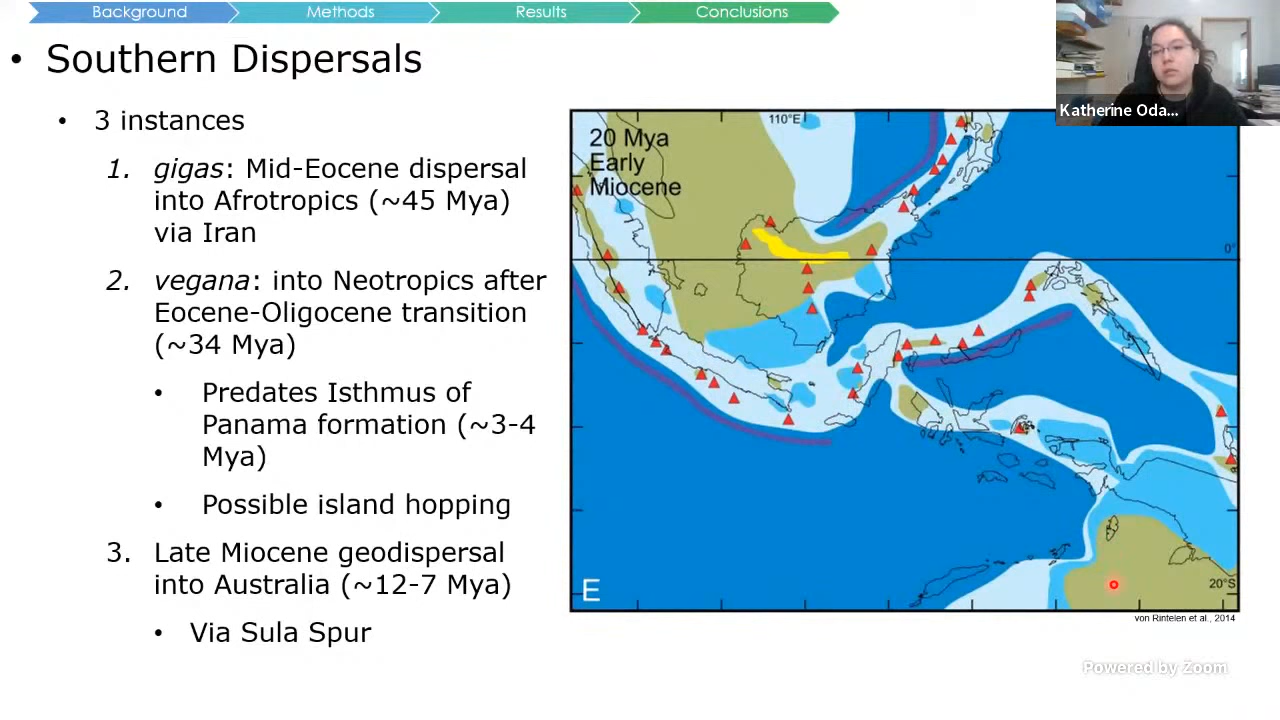 Background Methods Results Conclusions
• Southern Dispersals
• 3 instances
1. gigas: Mid-Eocene dispersal
into Afrotropics (~45 Mya)
via Iran
2. vegana: into Neotropics after
Eocene-Oligocene transition
(~34 Mya)
• Predates Isthmus of
Panama formation (~3-4
Mya)
• Possible island hopping
3. Late Miocene geodispersal
into Australia (~12-7 Mya)
• Via Sula Spur
110°E
20 Mya
Early
Miocene
0°
20°S
E
von Rintelen et al., 2014
Katherine Oda...
Powered by Zoom